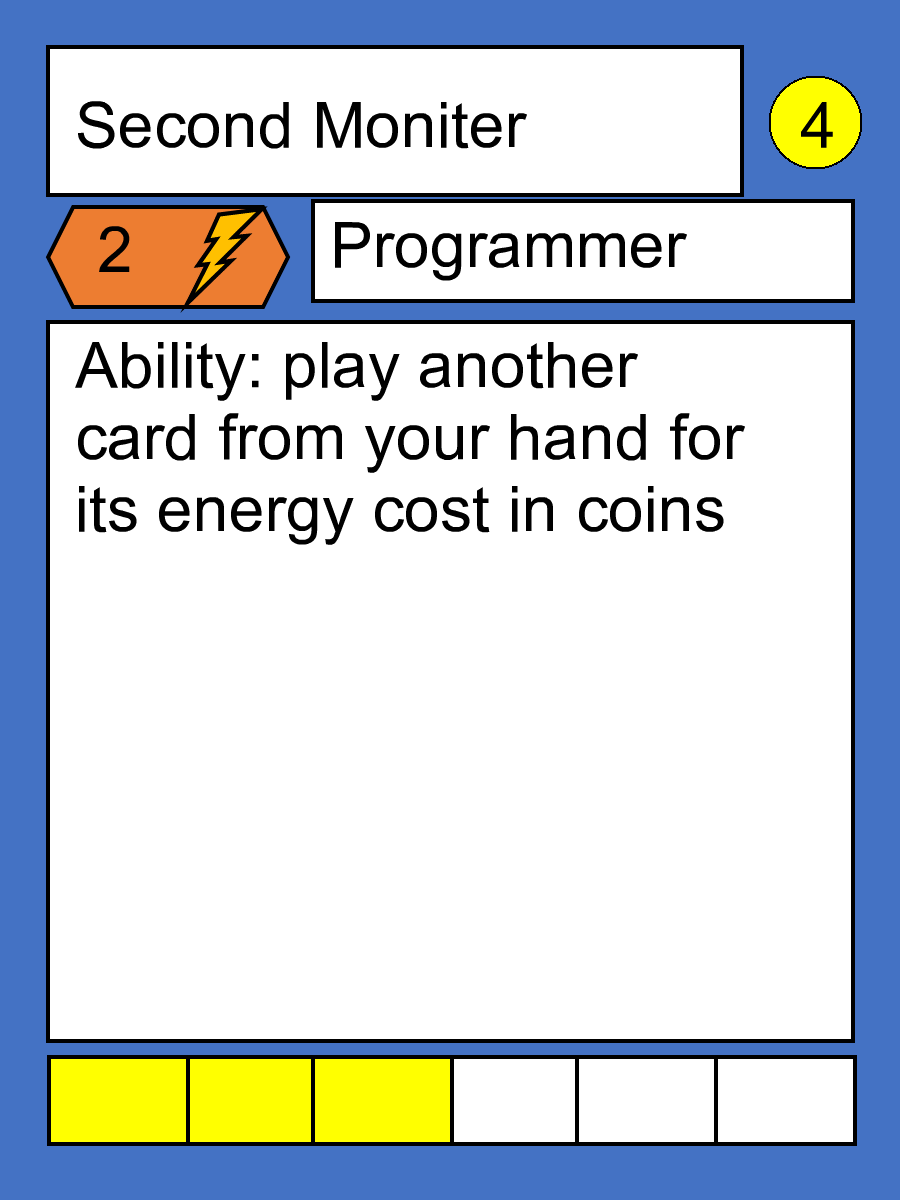 Second Moniter
4
2
Programmer
Ability: play another
card from your hand for
its energy cost in coins